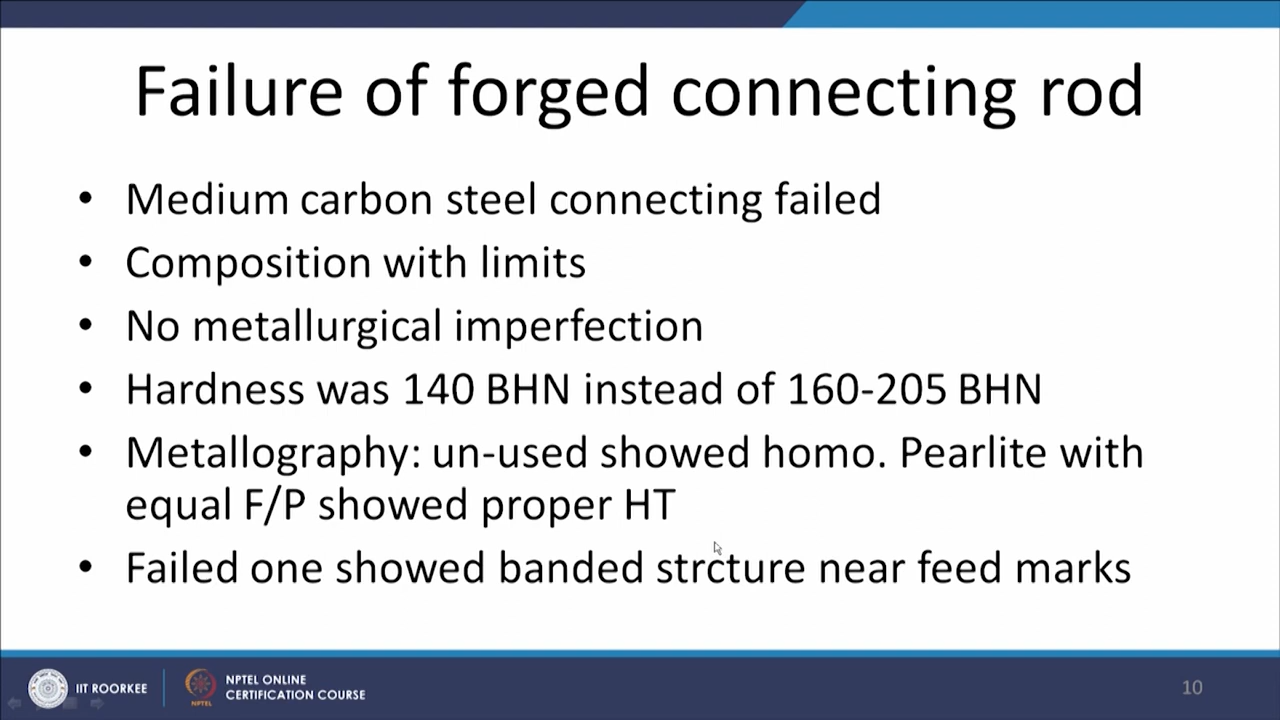 Failure of forged connecting rod
• Medium carbon steel connecting failed
• Composition with limits
• No metallurgical imperfection
• Hardness was 140 BHN instead of 160-205 BHN
• Metallography: un-used showed homo. Pearlite with
equal F/P showed proper HT
• Failed one showed banded strcture near feed marks
IIT ROORKEE
NPTEL
NPTEL ONLINE
CERTIFICATION COURSE
10